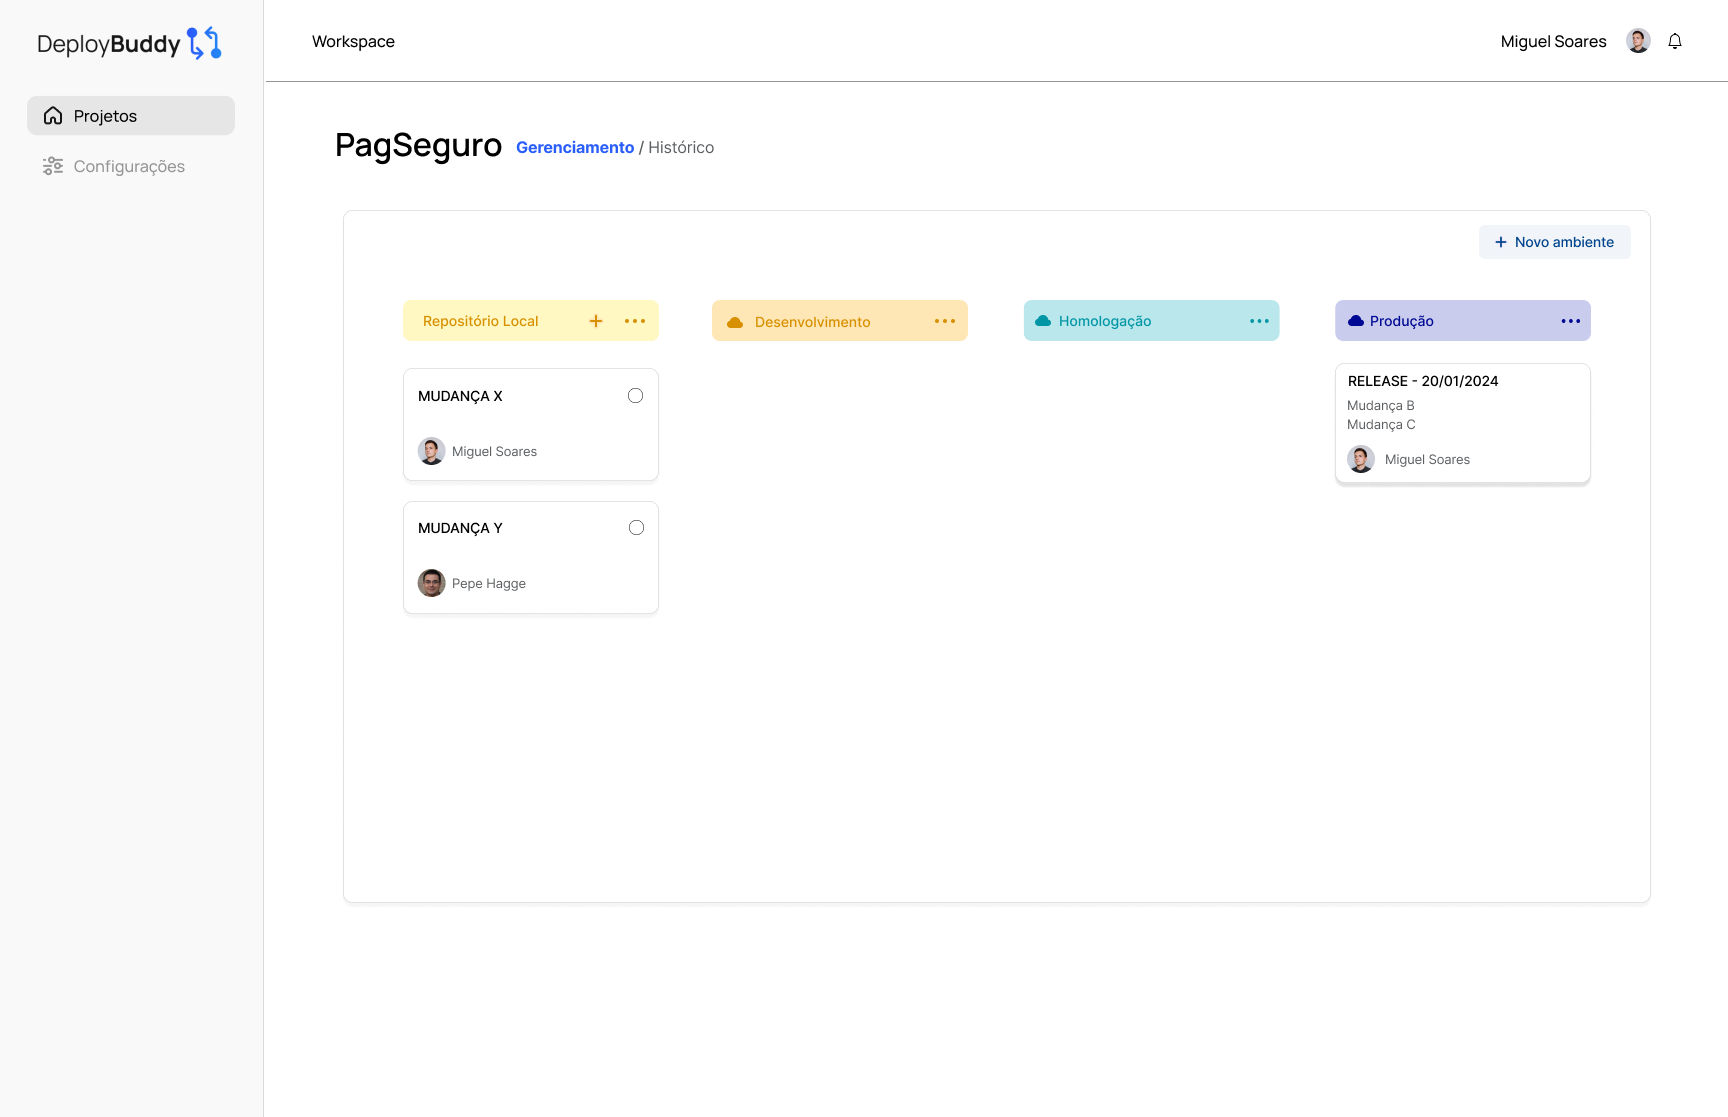 DeployBuddy
Workspace
Miguel Soares
Projetos
Configurações
PagSeguro
Gerenciamento / Histórico
+ Novo ambiente
Repositório Local
Desenvolvimento
Homologação
Produção
MUDANÇA X
Miguel Soares
MUDANÇA Y
Pepe Hagge
RELEASE - 20/01/2024
Mudança B
Mudança C
Miguel Soares